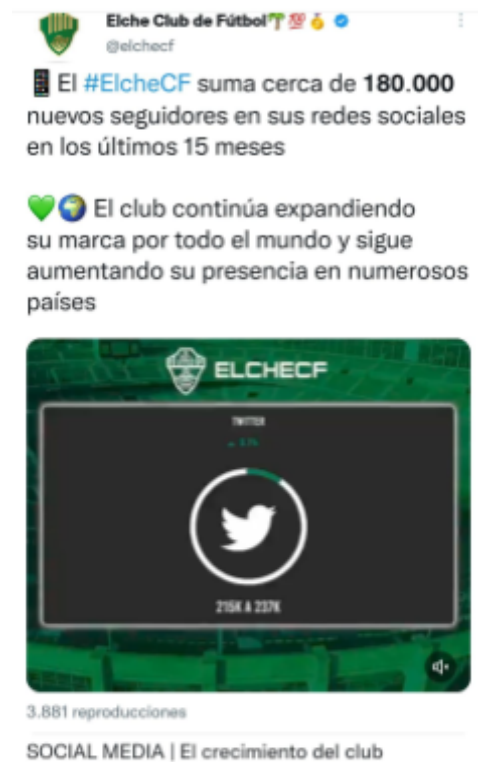 Elche Club de Fútbol🌴💯🥇
@elchecf
📱El #ElcheCF suma cerca de 180.000
nuevos seguidores en sus redes sociales
en los últimos 15 meses
💚🌍 El club continúa expandiendo
su marca por todo el mundo y sigue
aumentando su presencia en numerosos
países
ELCHECF
TWITTER
215K A 237K
3.881 reproducciones
SOCIAL MEDIA | El crecimiento del club